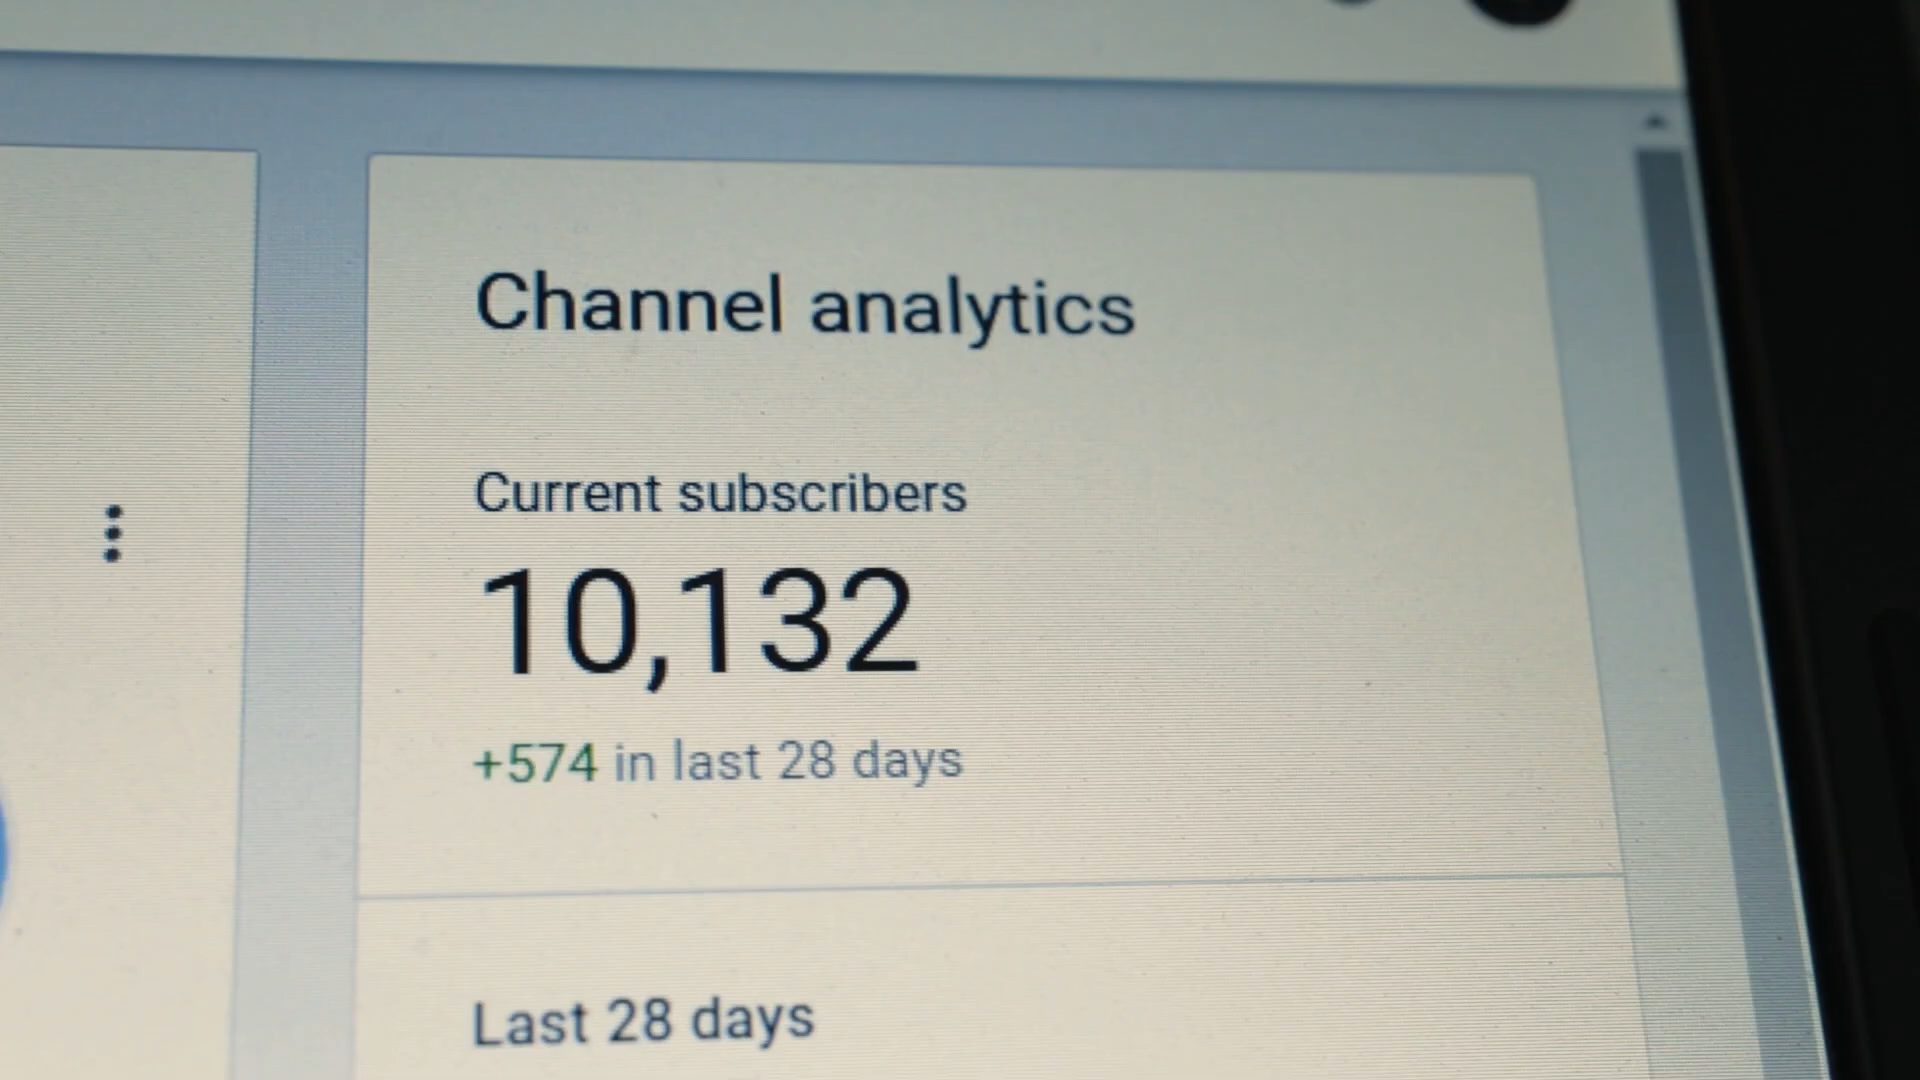 Channel analytics
Current subscribers
10,132
+574 in last 28 days
Last 28 days